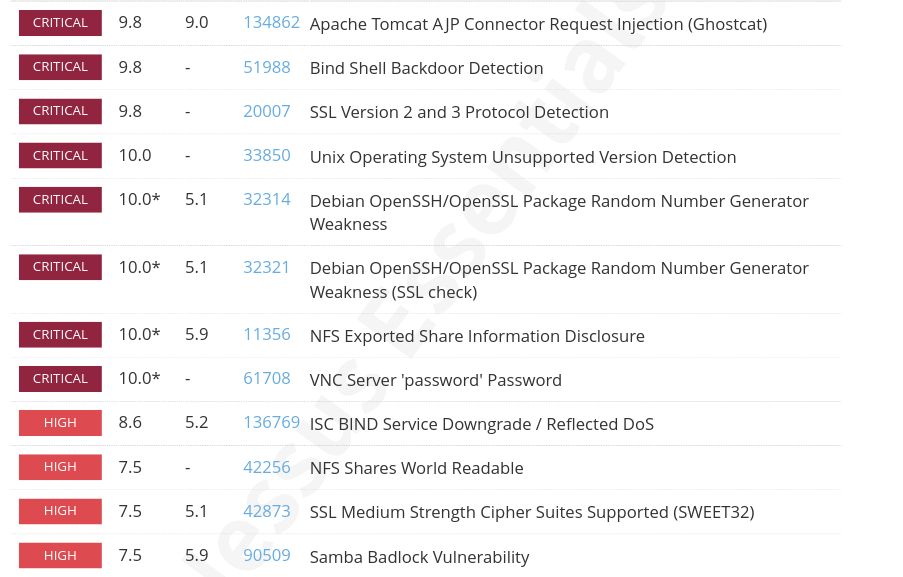 CRITICAL 9.8 9.0 134862 Apache Tomcat AJP Connector Request Injection (Ghostcat)
CRITICAL 9.8 - 51988 Bind Shell Backdoor Detection
CRITICAL 9.8 - 20007 SSL Version 2 and 3 Protocol Detection
CRITICAL 10.0 - 33850 Unix Operating System Unsupported Version Detection
CRITICAL 10.0* 5.1 32314 Debian OpenSSH/OpenSSL Package Random Number Generator
Weakness
CRITICAL 10.0* 5.1 32321 Debian OpenSSH/OpenSSL Package Random Number Generator
Weakness (SSL check)
CRITICAL 10.0* 5.9 11356 NFS Exported Share Information Disclosure
CRITICAL 10.0* - 61708 VNC Server 'password' Password
HIGH 8.6 5.2 136769 ISC BIND Service Downgrade / Reflected DoS
HIGH 7.5 - 42256 NFS Shares World Readable
HIGH 7.5 5.1 42873 SSL Medium Strength Cipher Suites Supported (SWEET32)
HIGH 7.5 5.9 90509 Samba Badlock Vulnerability
essus Essentials